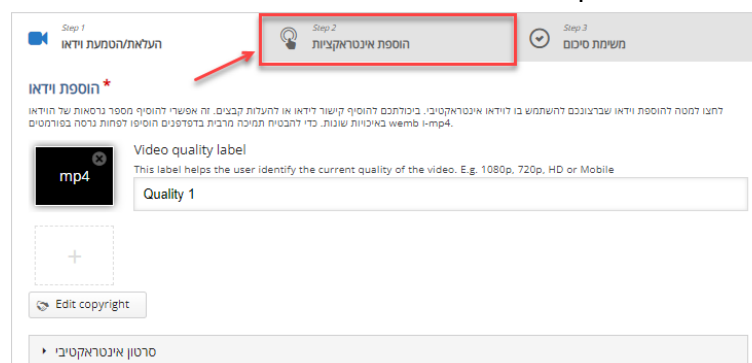 Step 1
העלאת/הטמעת וידאו
Step 2
הוספת אינטראקציות
Step 3
משימת סיכום
* הוספת וידאו
לחצו למטה להוספת וידאו שברצונכם להשתמש בו לוידאו אינטראקטיבי. ביכולתכם להוסיף קישור לידאו או להעלות קבצים. זה אפשרי להוסיף מספר גרסאות של הוידאו
באיכויות שונות. כדי להבטיח תמיכה מרבית בדפדפנים הוסיפו לפחות גרסה בפורמטים wemb ו-mp4.
mp4
Video quality label
This label helps the user identify the current quality of the video. E.g. 1080p, 720p, HD or Mobile
Quality 1
+
Edit copyright
סרטון אינטראקטיבי